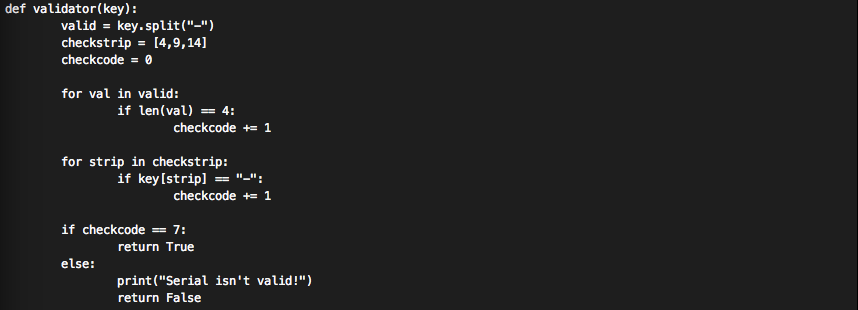 def validator(key):
        valid = key.split("-")
        checkstrip = [4,9,14]
        checkcode = 0

        for val in valid:
                if len(val) == 4:
                        checkcode += 1

        for strip in checkstrip:
                if key[strip] == "-":
                        checkcode += 1

        if checkcode == 7:
                return True
        else:
                print("Serial isn't valid!")
                return False